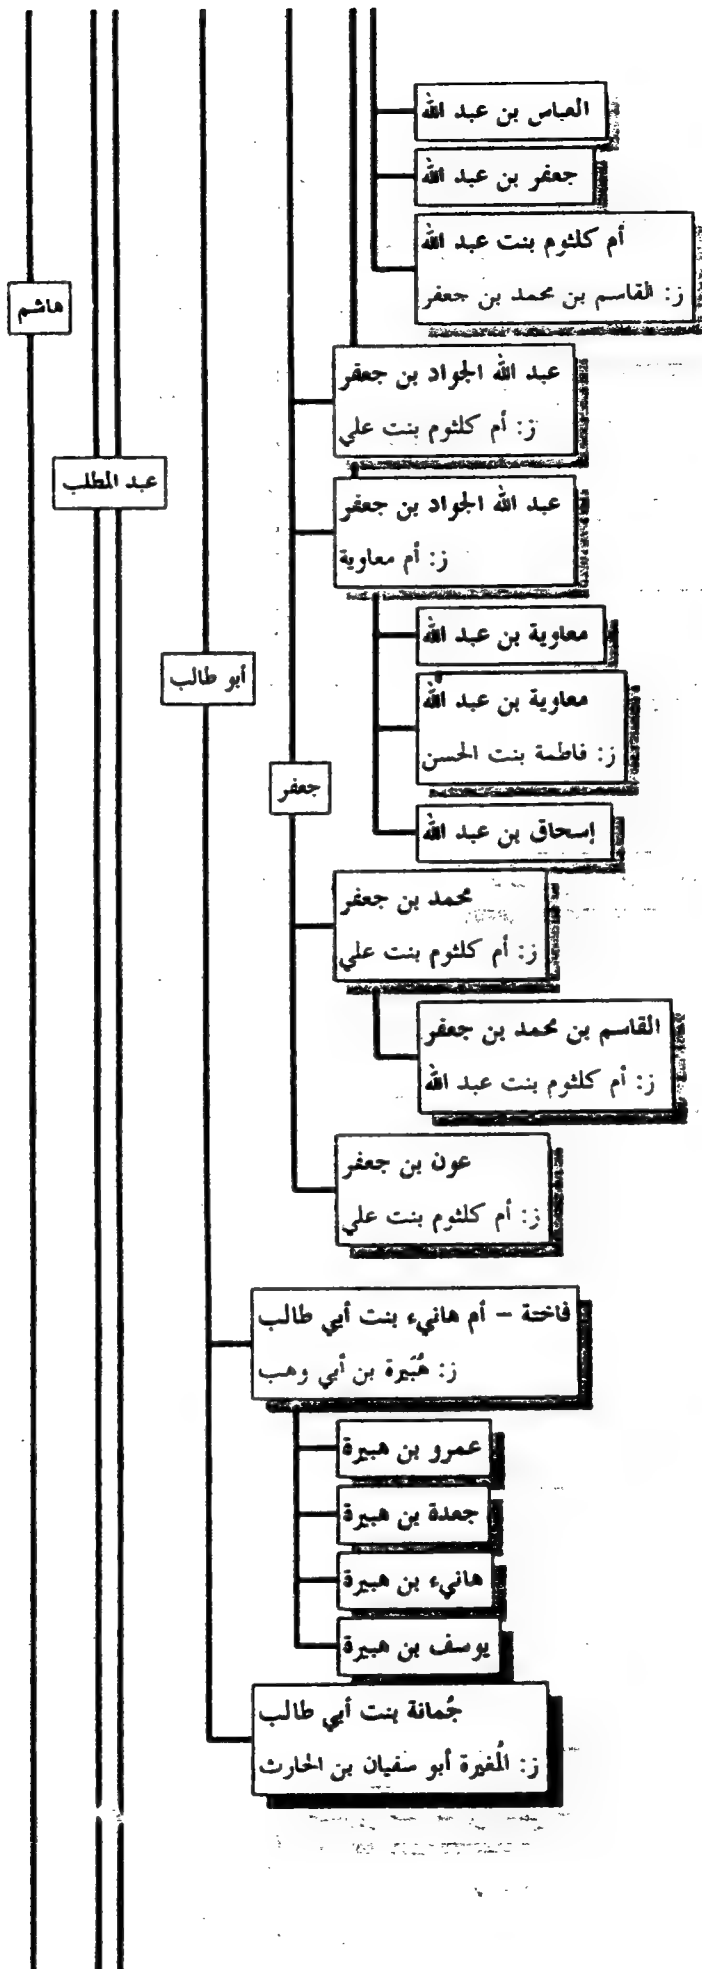 العباس بن عبد الله
جعفر بن عبد الله
أم كلثوم بنت عبد الله
ز: القاسم بن محمد بن جعفر
هاشم
عبد الله الجواد بن جعفر
ز: أم كلثوم بنت علي
عبد المطلب
عبد الله الجواد بن جعفر
ز: أم معاوية
معاوية بن عبد الله
أبو طالب
معاوية بن عبد الله
ز: فاطمة بنت الحسن
جعفر
إسحاق بن عبد الله
محمد بن جعفر
ز: أم كلثوم بنت علي
القاسم بن محمد بن جعفر
ز: أم كلثوم بنت عبد الله
عون بن جعفر
ز: أم كلثوم بنت علي
فاختة - أم هانيء بنت أبي طالب
ز: هُبَيرة بن أبي وهب
عمرو بن هبيرة
جعدة بن هبيرة
هانيء بن هبيرة
يوسف بن هبيرة
جُمانة بنت أبي طالب
ز: المُغيرة أبو سفيان بن الحارث